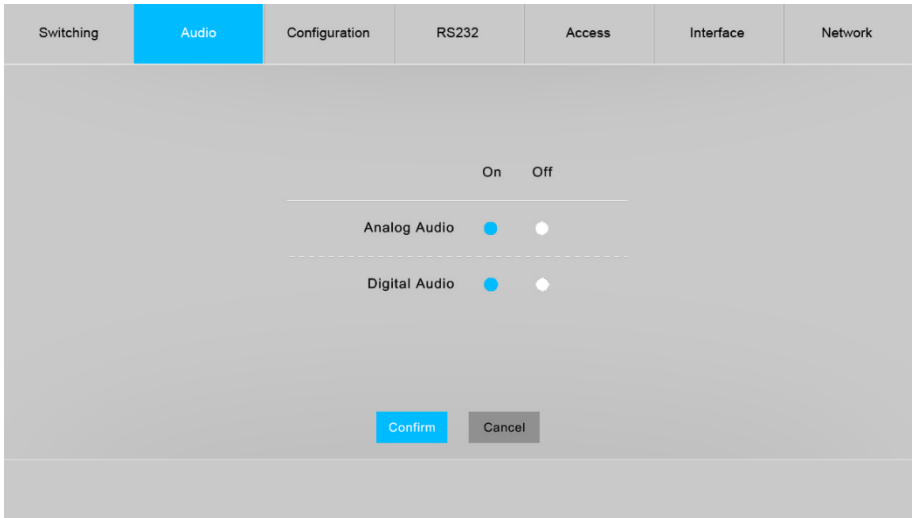 Switching Audio Configuration RS232 Access Interface Network
On Off
Analog Audio
Digital Audio
Confirm Cancel